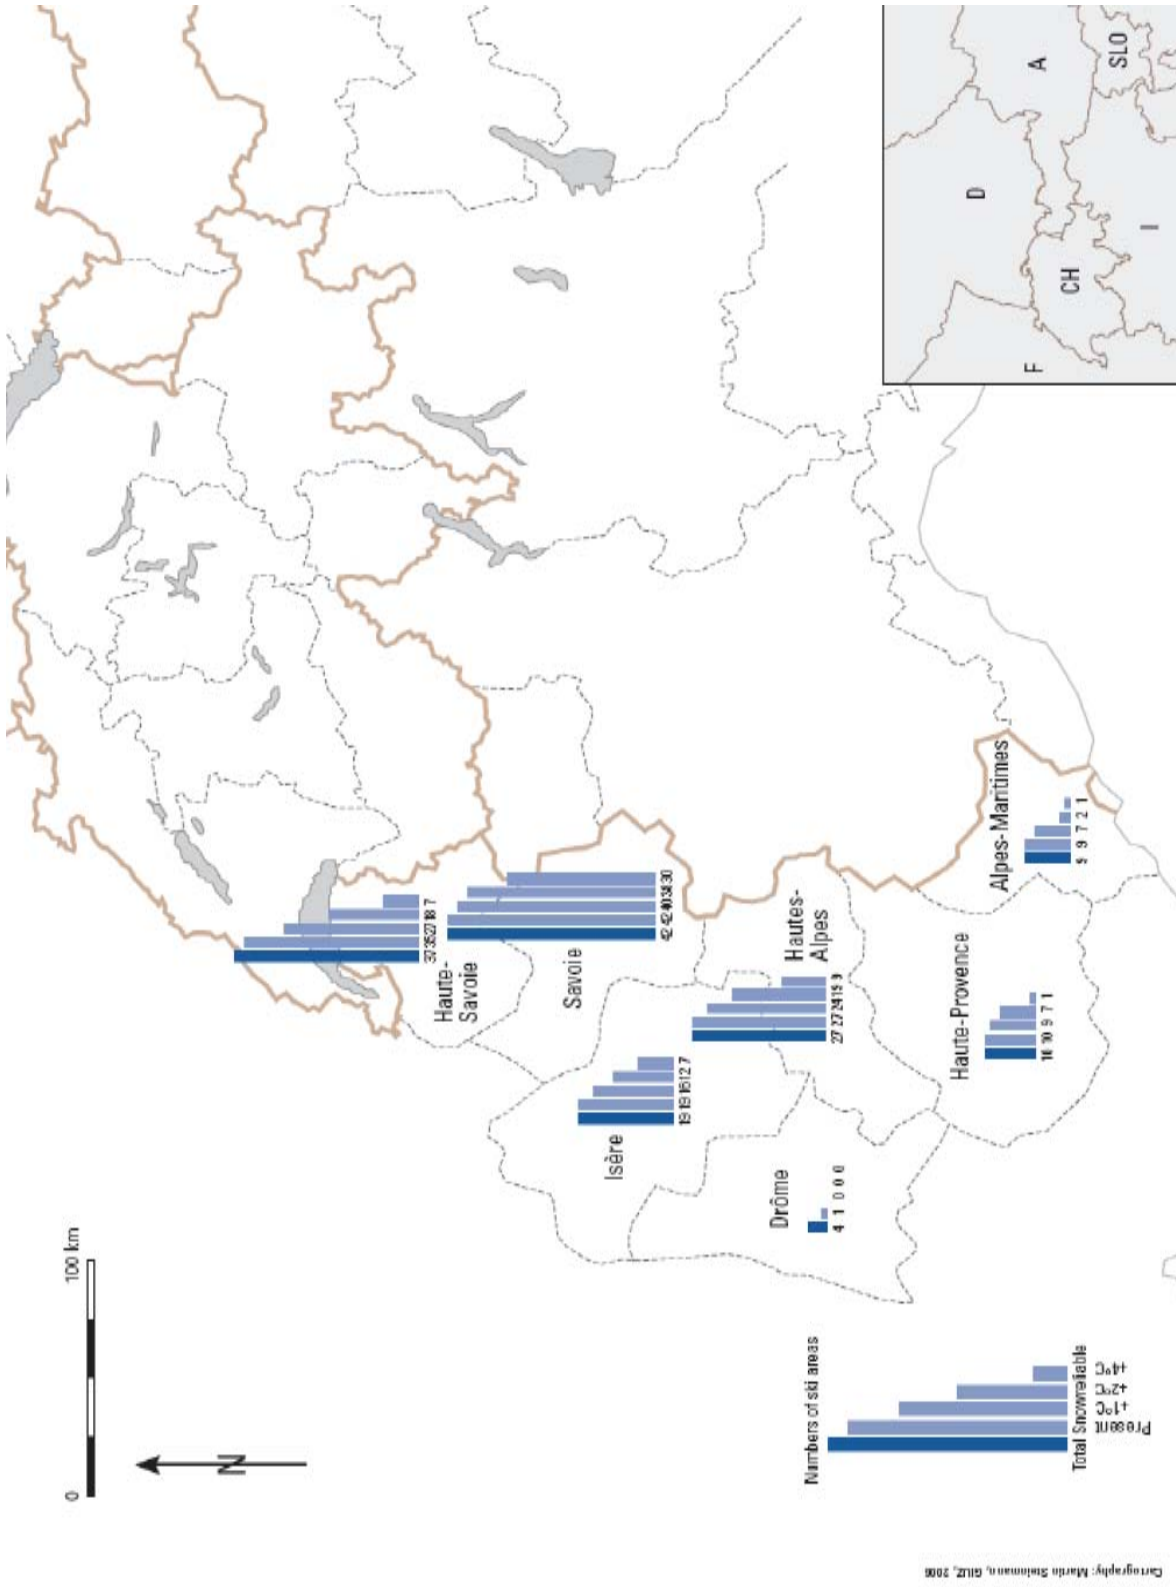 0
100 km
N
Haute-
Savoie
37 35 27 18 7
Savoie
42 42 40 34 30
Isère
19 19 16 12 7
Hautes-
Alpes
27 27 24 19 9
Drôme
4 1 0 0 0
Haute-Provence
10 10 9 7 1
Alpes-Maritimes
9 9 7 2 1
Numbers of ski areas
Total Snowreliable
Present
+1°C
+2°C
+4°C
F
D
CH
A
I
SLO
Cartography: Martin Steinmann, GIUZ, 2006